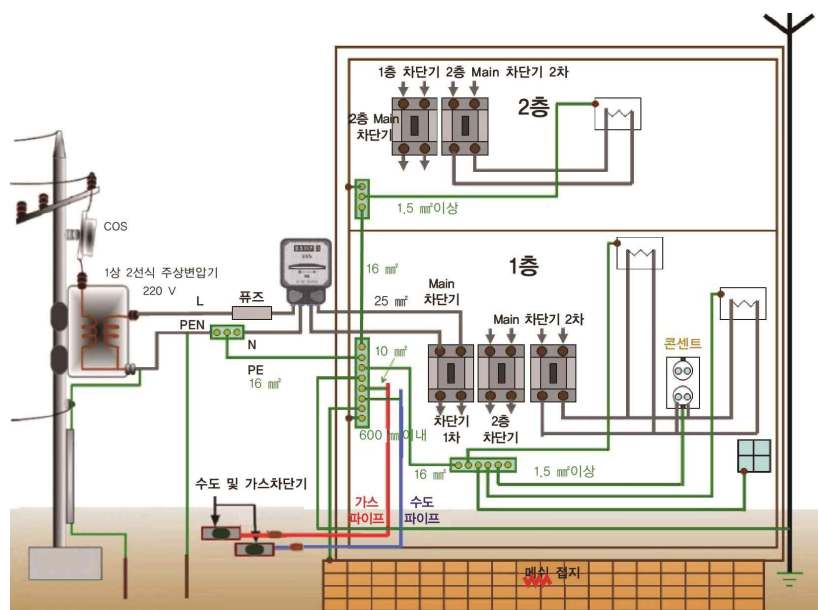 1층 차단기 2층 Main 차단기 2차
2층
2층 Main
차단기
1.5 ㎟이상
COS
1상 2선식 주상변압기
220 V
kWh
1층
16 ㎟
L
퓨즈
25 ㎟
Main
차단기
Main 차단기 2차
PEN
N
PE
16 ㎟
10 ㎟
콘센트
600 ㎜이내
차단기
1차
2층
차단기
16 ㎟
1.5 ㎟이상
수도 및 가스차단기
가스
파이프
수도
파이프
메쉬 접지